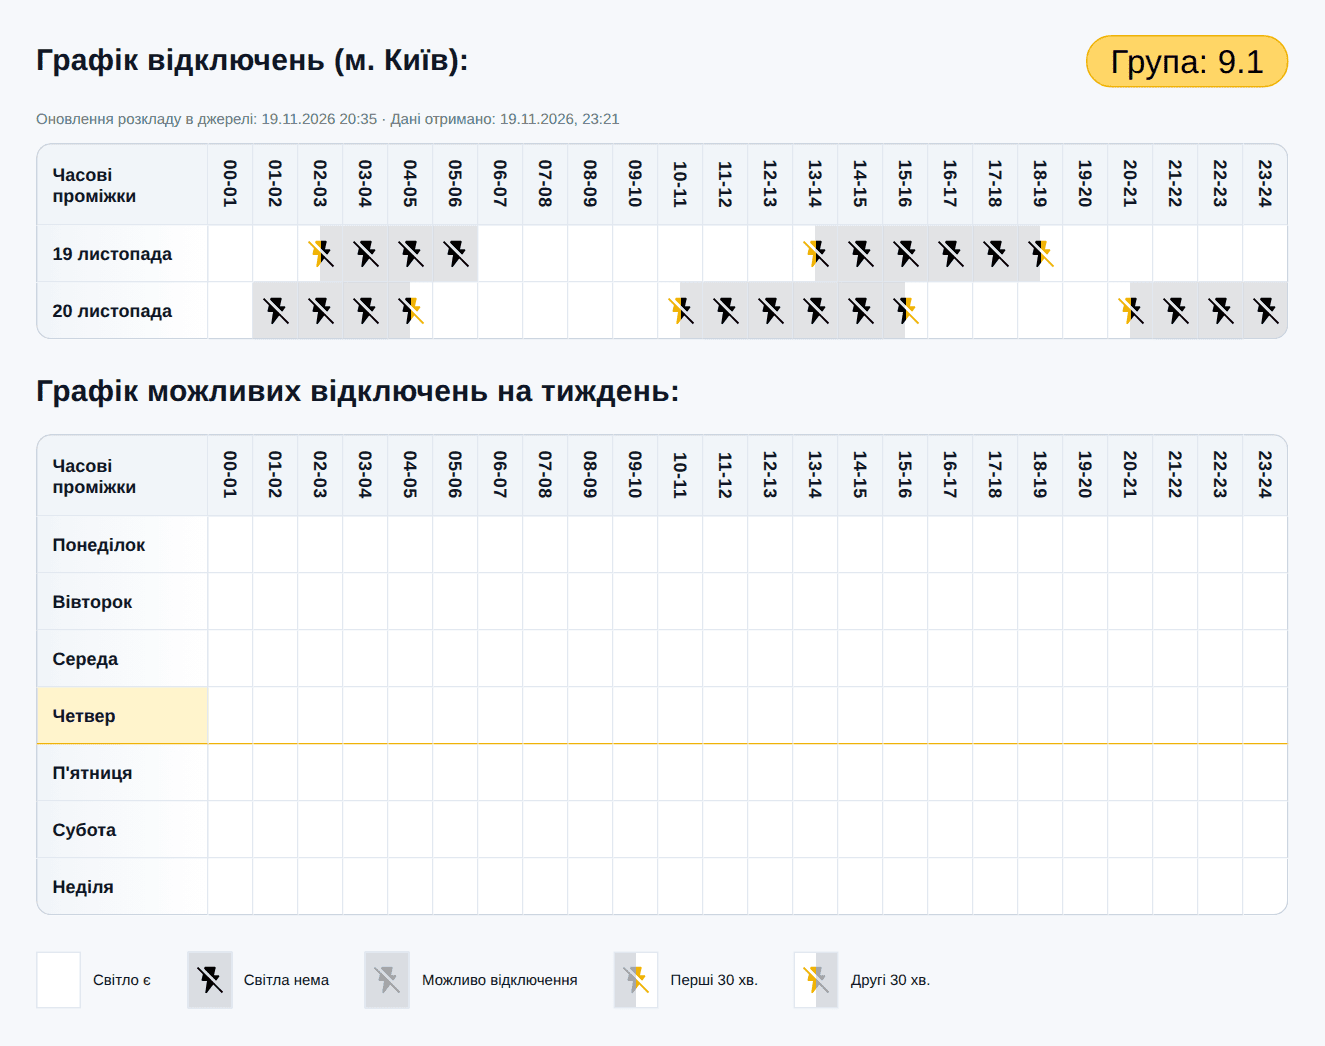 Графік відключень (м. Київ):
Група: 9.1
Оновлення розкладу в джерелі: 19.11.2026 20:35 · Дані отримано: 19.11.2026, 23:21
Часові
проміжки
00-01 01-02 02-03 03-04 04-05 05-06 06-07 07-08 08-09 09-10 10-11 11-12 12-13 13-14 14-15 15-16 16-17 17-18 18-19 19-20 20-21 21-22 22-23 23-24
19 листопада
20 листопада
Графік можливих відключень на тиждень:
Часові
проміжки
00-01 01-02 02-03 03-04 04-05 05-06 06-07 07-08 08-09 09-10 10-11 11-12 12-13 13-14 14-15 15-16 16-17 17-18 18-19 19-20 20-21 21-22 22-23 23-24
Понеділок
Вівторок
Середа
Четвер
П'ятниця
Субота
Неділя
Світло є
Світла нема
Можливо відключення
Перші 30 хв.
Другі 30 хв.